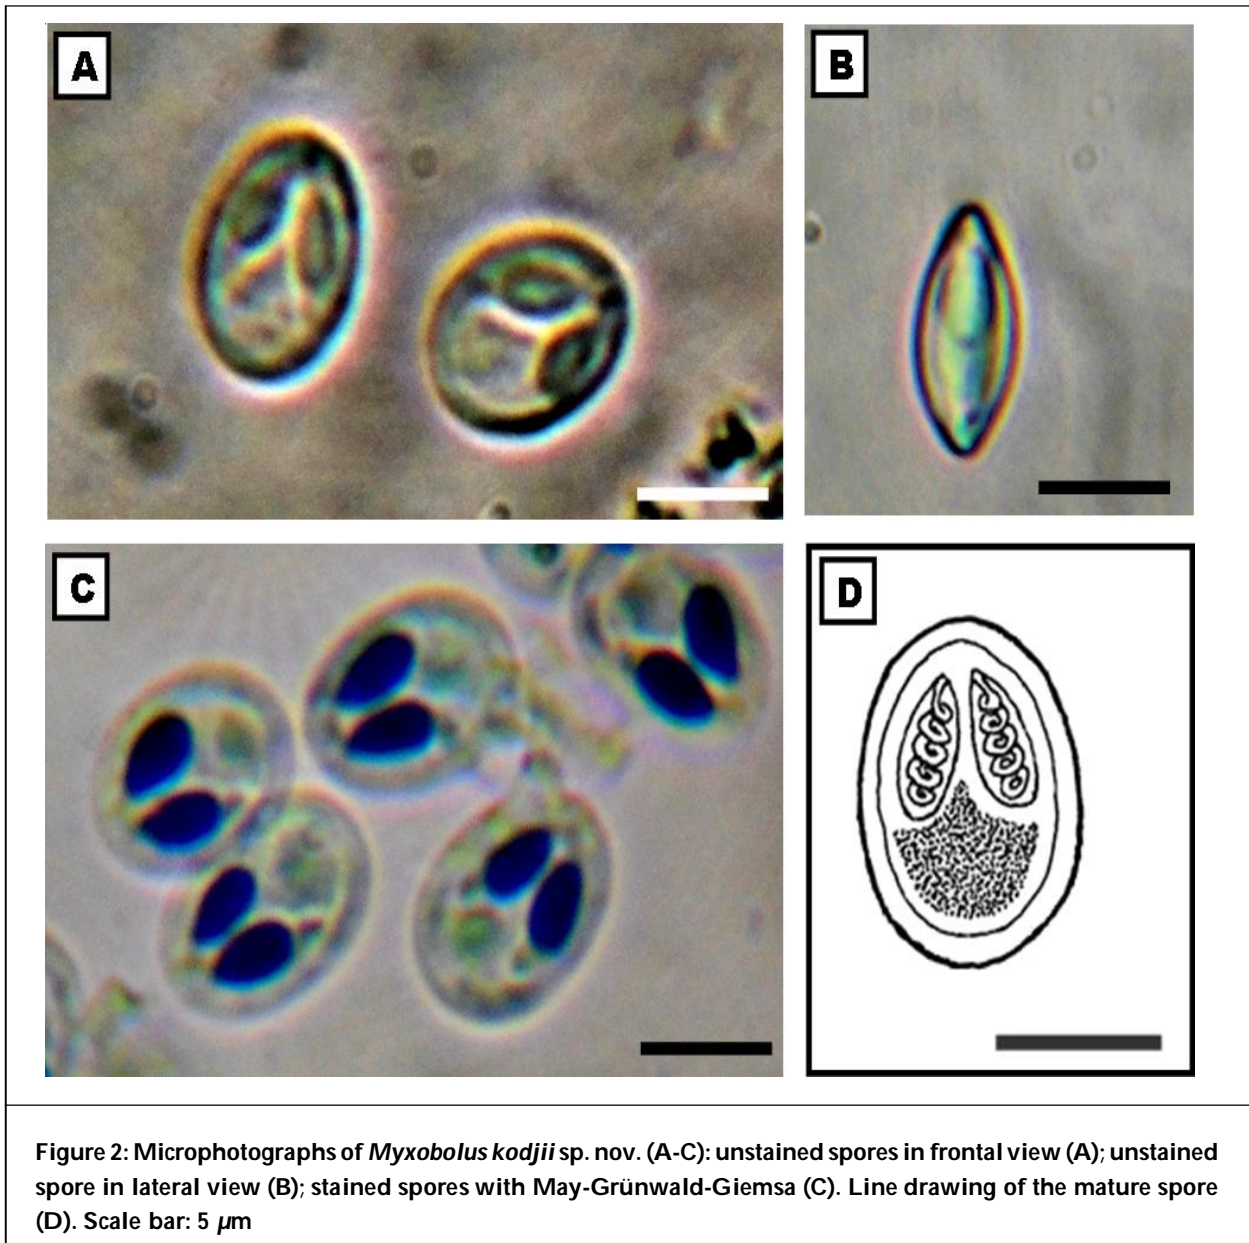 A
B
C
D
Figure 2: Microphotographs of Myxobolus kodjii sp. nov. (A-C): unstained spores in frontal view (A); unstained
spore in lateral view (B); stained spores with May-Grünwald-Giemsa (C). Line drawing of the mature spore
(D). Scale bar: 5 µm